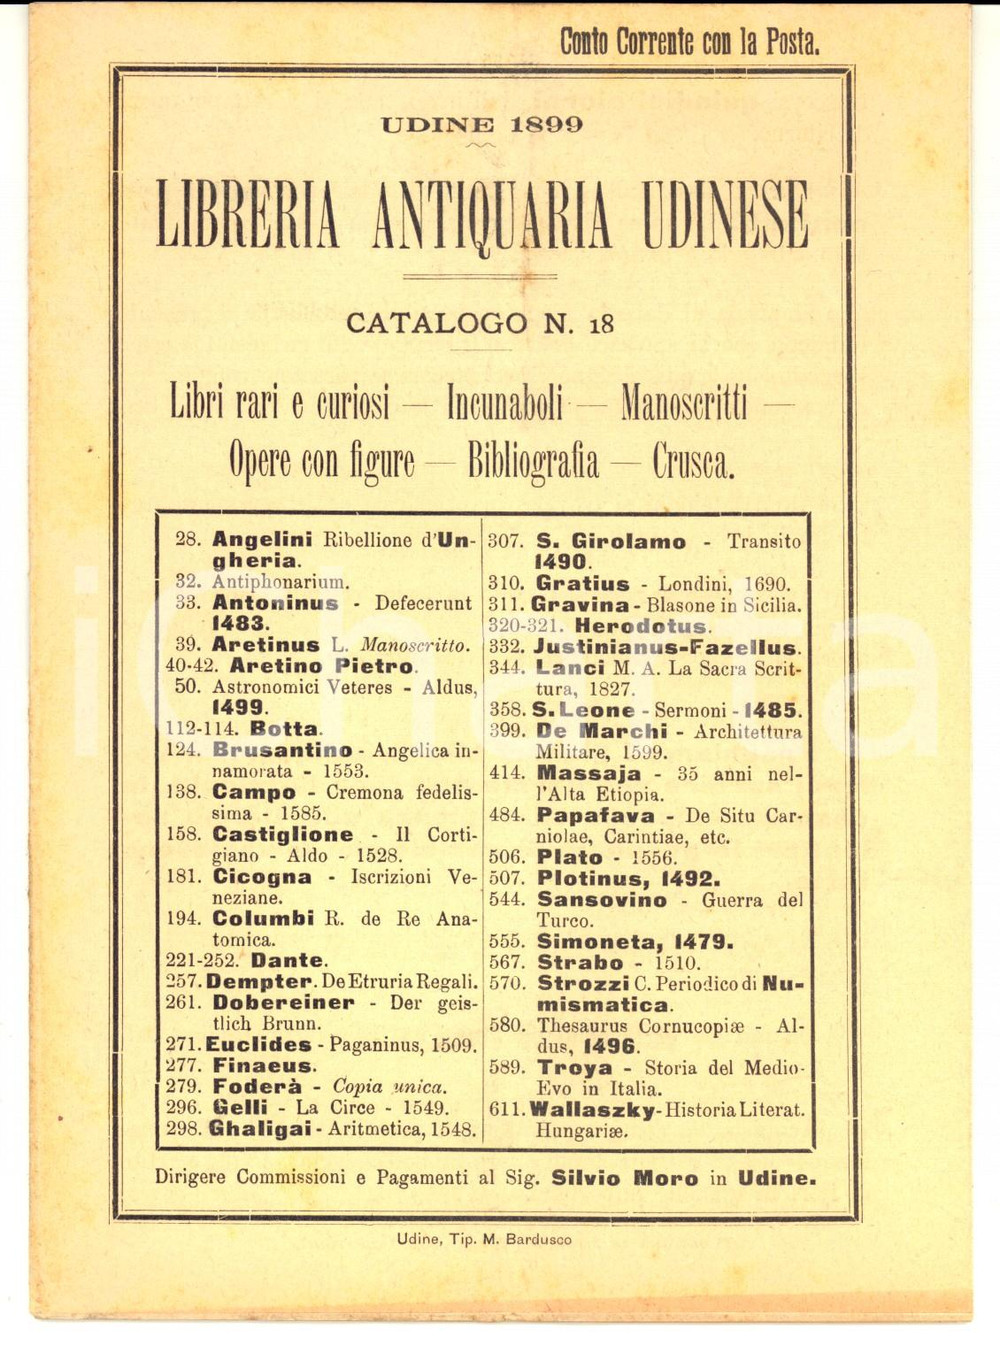 Conto Corrente con la Posta.
UDINE 1899
LIBRERIA ANTIQUARIA UDINESE
CATALOGO N. 18
Libri rari e curiosi — Incunaboli — Manoscritti —
Opere con figure — Bibliografia — Crusca.
28. Angelini Ribellione d'Un-
gheria.
32. Antiphonarium.
33. Antoninus - Defecerunt
1483.
39. Aretinus L. Manoscritto.
40-42. Aretino Pietro.
50. Astronomici Veteres - Aldus,
1499.
112-114. Botta.
124. Brusantino - Angelica in-
namorata - 1553.
138. Campo - Cremona fedelis-
sima - 1585.
158. Castiglione - Il Corti-
giano - Aldo - 1528.
181. Cicogna - Iscrizioni Ve-
neziane.
194. Columbi R. de Re Ana-
tomica.
221-252. Dante.
257. Dempter. De Etruria Regali.
261. Dobereiner - Der geis-
tlich Brunn.
271. Euclides - Paganinus, 1509.
277. Finaeus.
279. Foderà - Copia unica.
296. Gelli - La Circe - 1549.
298. Ghaligai - Aritmetica, 1548.
307. S. Girolamo - Transito
1490.
310. Gratius - Londini, 1690.
311. Gravina - Blasone in Sicilia.
320-321. Herodotus.
332. Justinianus-Fazellus.
344. Lanci M. A. La Sacra Scrit-
tura, 1827.
358. S. Leone - Sermoni - 1485.
399. De Marchi - Architettura
Militare, 1599.
414. Massaja - 35 anni nel-
l'Alta Etiopia.
484. Papafava - De Situ Car-
niolae, Carintiae, etc.
506. Plato - 1556.
507. Plotinus, 1492.
544. Sansovino - Guerra del
Turco.
555. Simoneta, 1479.
567. Strabo - 1510.
570. Strozzi C. Periodico di Nu-
mismatica.
580. Thesaurus Cornucopiæ - Al-
dus, 1496.
589. Troya - Storia del Medio-
Evo in Italia.
611. Wallaszky - Historia Literat.
Hungariæ.
Dirigere Commissioni e Pagamenti al Sig. Silvio Moro in Udine.
Udine, Tip. M. Bardusco